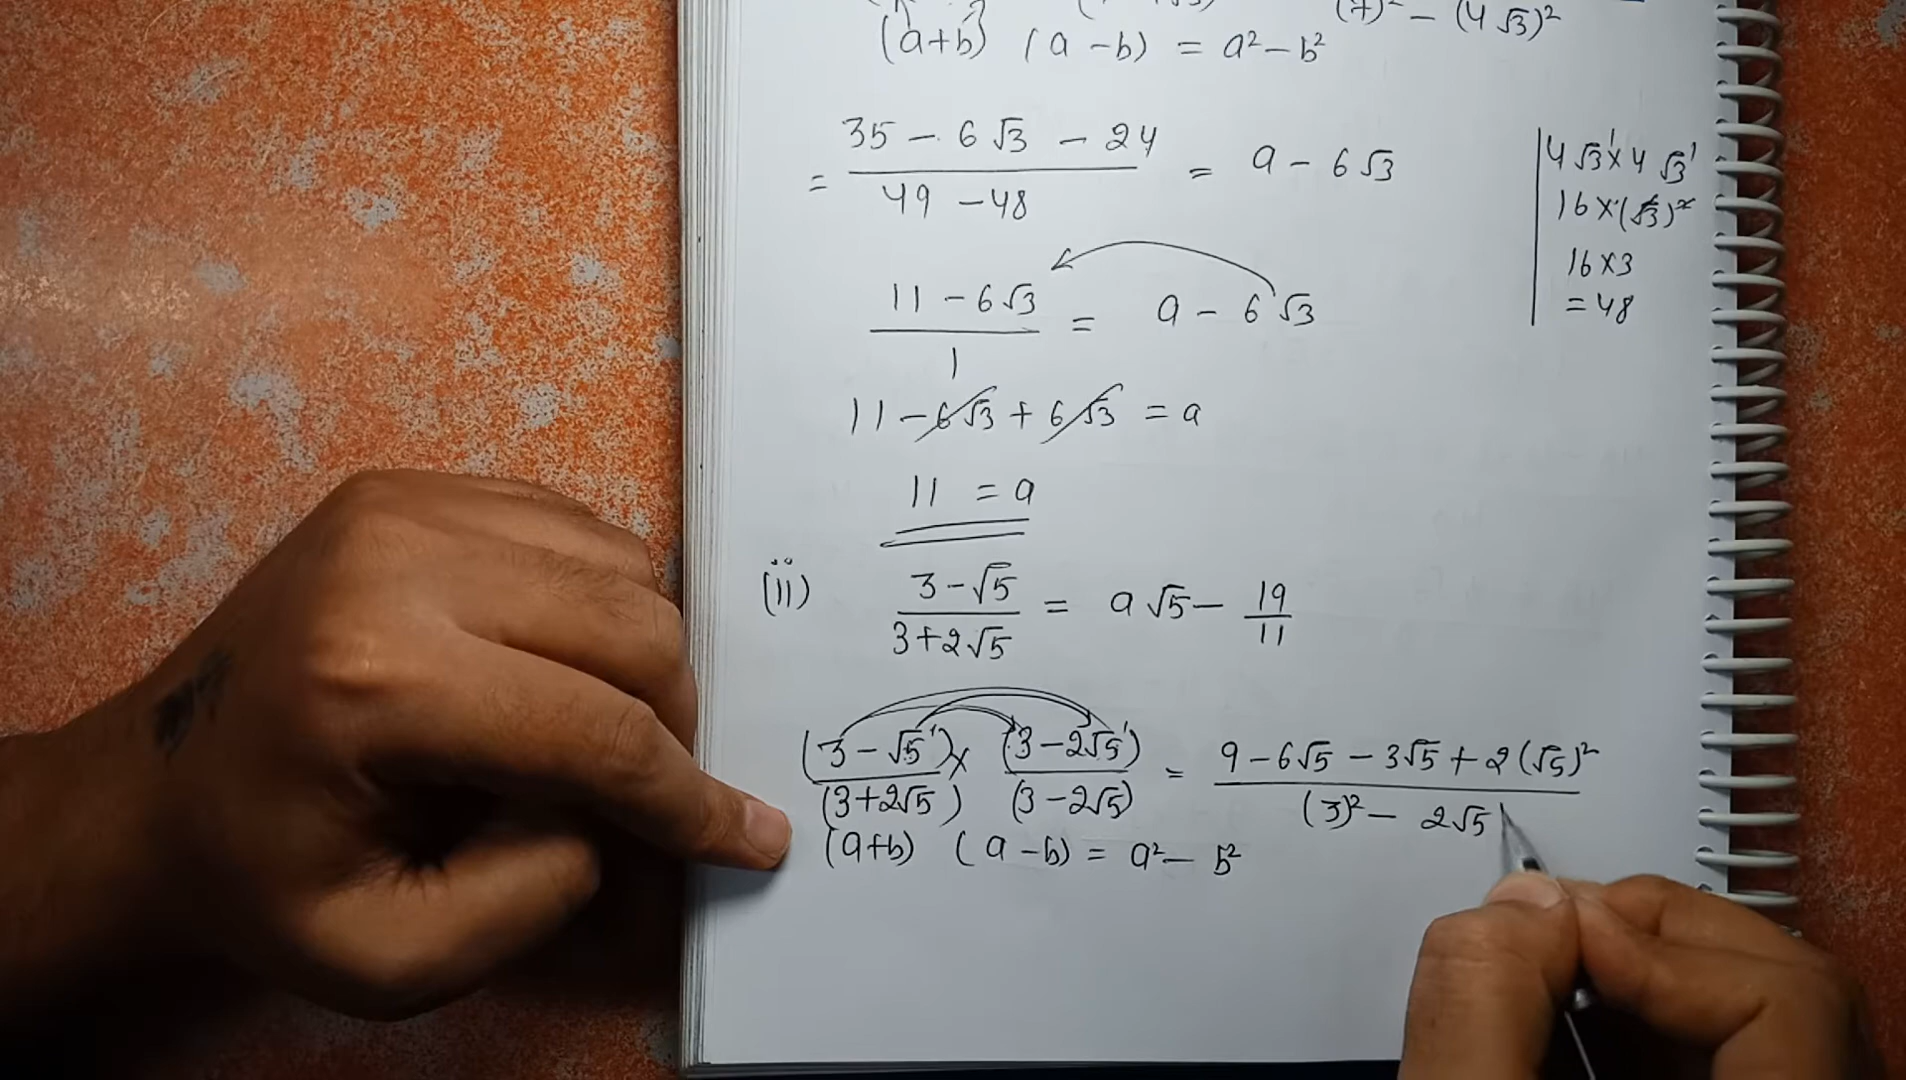 (7)² − (4√3)²
(a+b) (a −b) = a² − b²
= 35 − 6√3 − 24 / 49 − 48 = a − 6√3
4√3 × 4√3
16 × (√3)²
16 × 3
= 48
11 − 6√3 / 1 = a − 6√3
11 − 6√3 + 6√3 = a
11 = a
(ii) 3 − √5 / 3 + 2√5 = a√5 − 19/11
(3 − √5) / (3 + 2√5) × (3 − 2√5) / (3 − 2√5) = 9 − 6√5 − 3√5 + 2(√5)² / (3)² − 2√5
(a+b) (a −b) = a² − b²